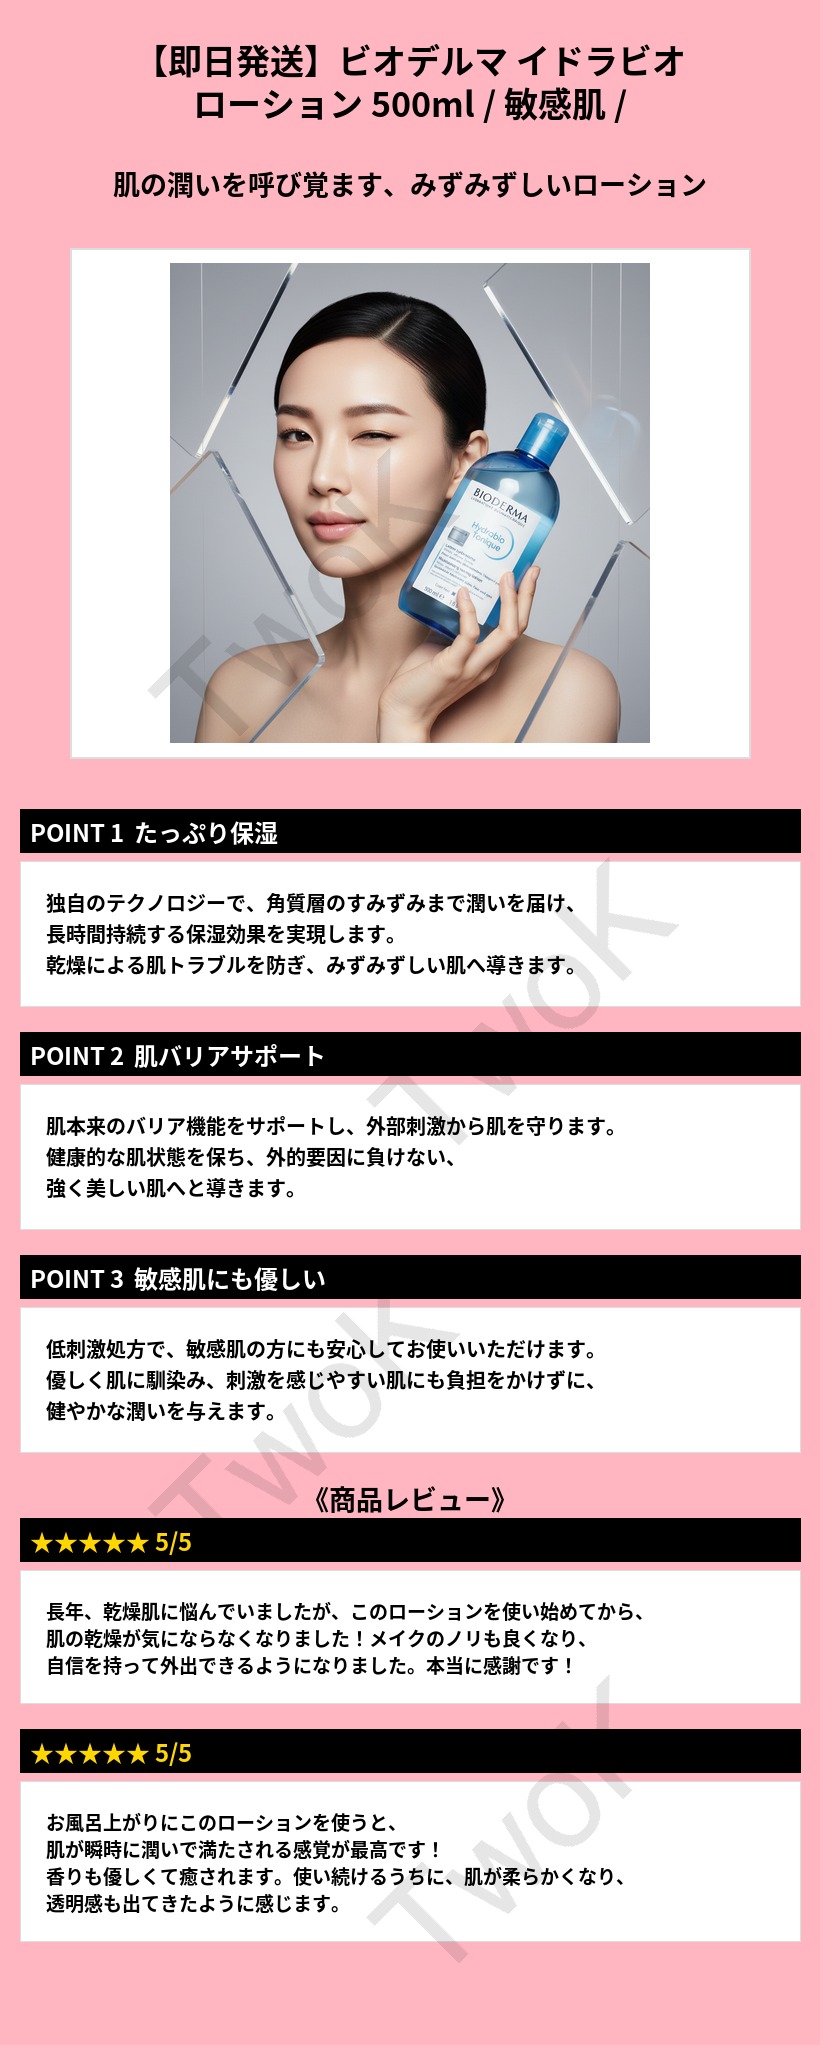 【即日発送】ビオデルマ イドラビオ
ローション 500ml / 敏感肌 /
肌の潤いを呼び覚ます、みずみずしいローション
BIODERMA
Hydrabio
Tonique
TwoK
POINT 1 たっぷり保湿
独自のテクノロジーで、角質層のすみずみまで潤いを届け、
長時間持続する保湿効果を実現します。
乾燥による肌トラブルを防ぎ、みずみずしい肌へ導きます。
TwoK
POINT 2 肌バリアサポート
肌本来のバリア機能をサポートし、外部刺激から肌を守ります。
健康的な肌状態を保ち、外的要因に負けない、
強く美しい肌へと導きます。
POINT 3 敏感肌にも優しい
低刺激処方で、敏感肌の方にも安心してお使いいただけます。
優しく肌に馴染み、刺激を感じやすい肌にも負担をかけずに、
健やかな潤いを与えます。
TwoK
《商品レビュー》
★★★★★ 5/5
長年、乾燥肌に悩んでいましたが、このローションを使い始めてから、
肌の乾燥が気にならなくなりました！メイクのノリも良くなり、
自信を持って外出できるようになりました。本当に感謝です！
★★★★★ 5/5
お風呂上がりにこのローションを使うと、
肌が瞬時に潤いで満たされる感覚が最高です！
香りも優しくて癒されます。使い続けるうちに、肌が柔らかくなり、
透明感も出てきたように感じます。
TwoK